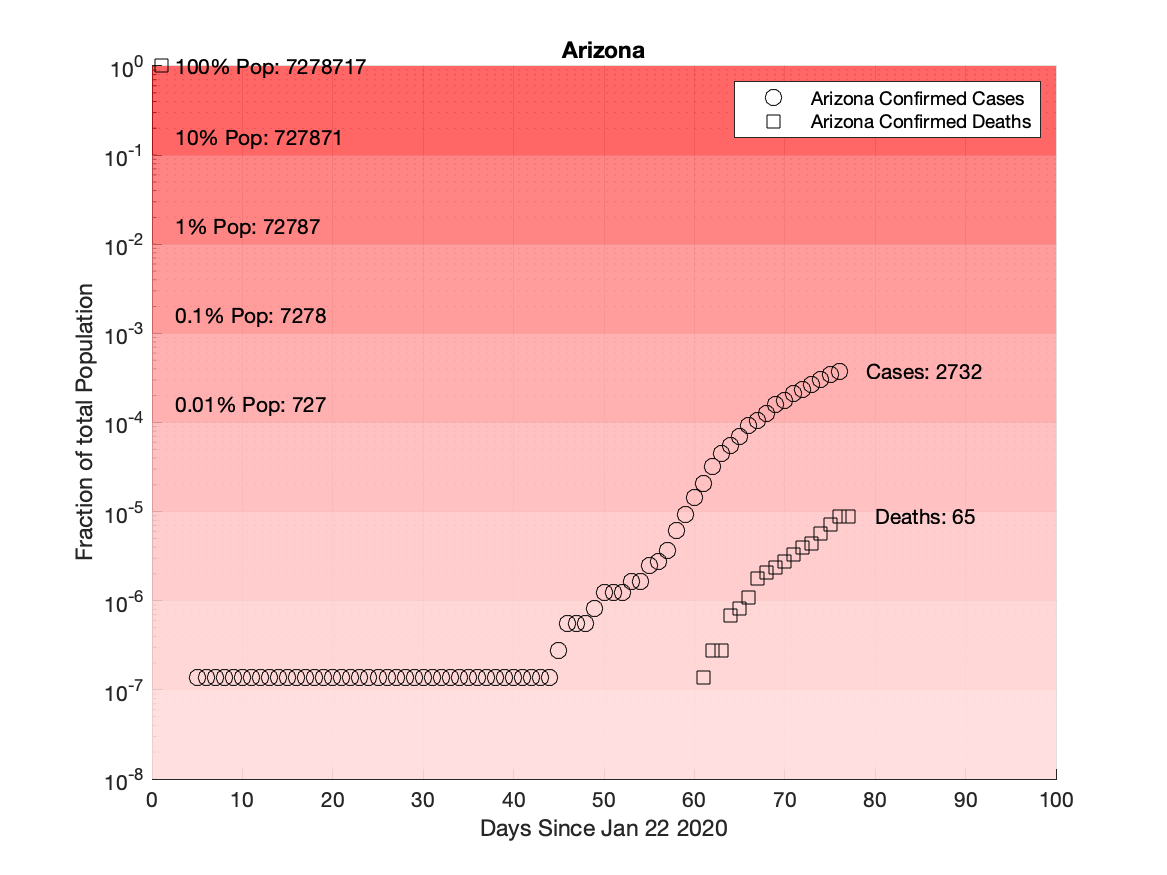 Arizona
10^0
100% Pop: 7278717
Arizona Confirmed Cases
Arizona Confirmed Deaths
10% Pop: 727871
10^-1
1% Pop: 72787
10^-2
0.1% Pop: 7278
10^-3
Cases: 2732
0.01% Pop: 727
10^-4
10^-5
Deaths: 65
10^-6
10^-7
10^-8
Fraction of total Population
0 10 20 30 40 50 60 70 80 90 100
Days Since Jan 22 2020